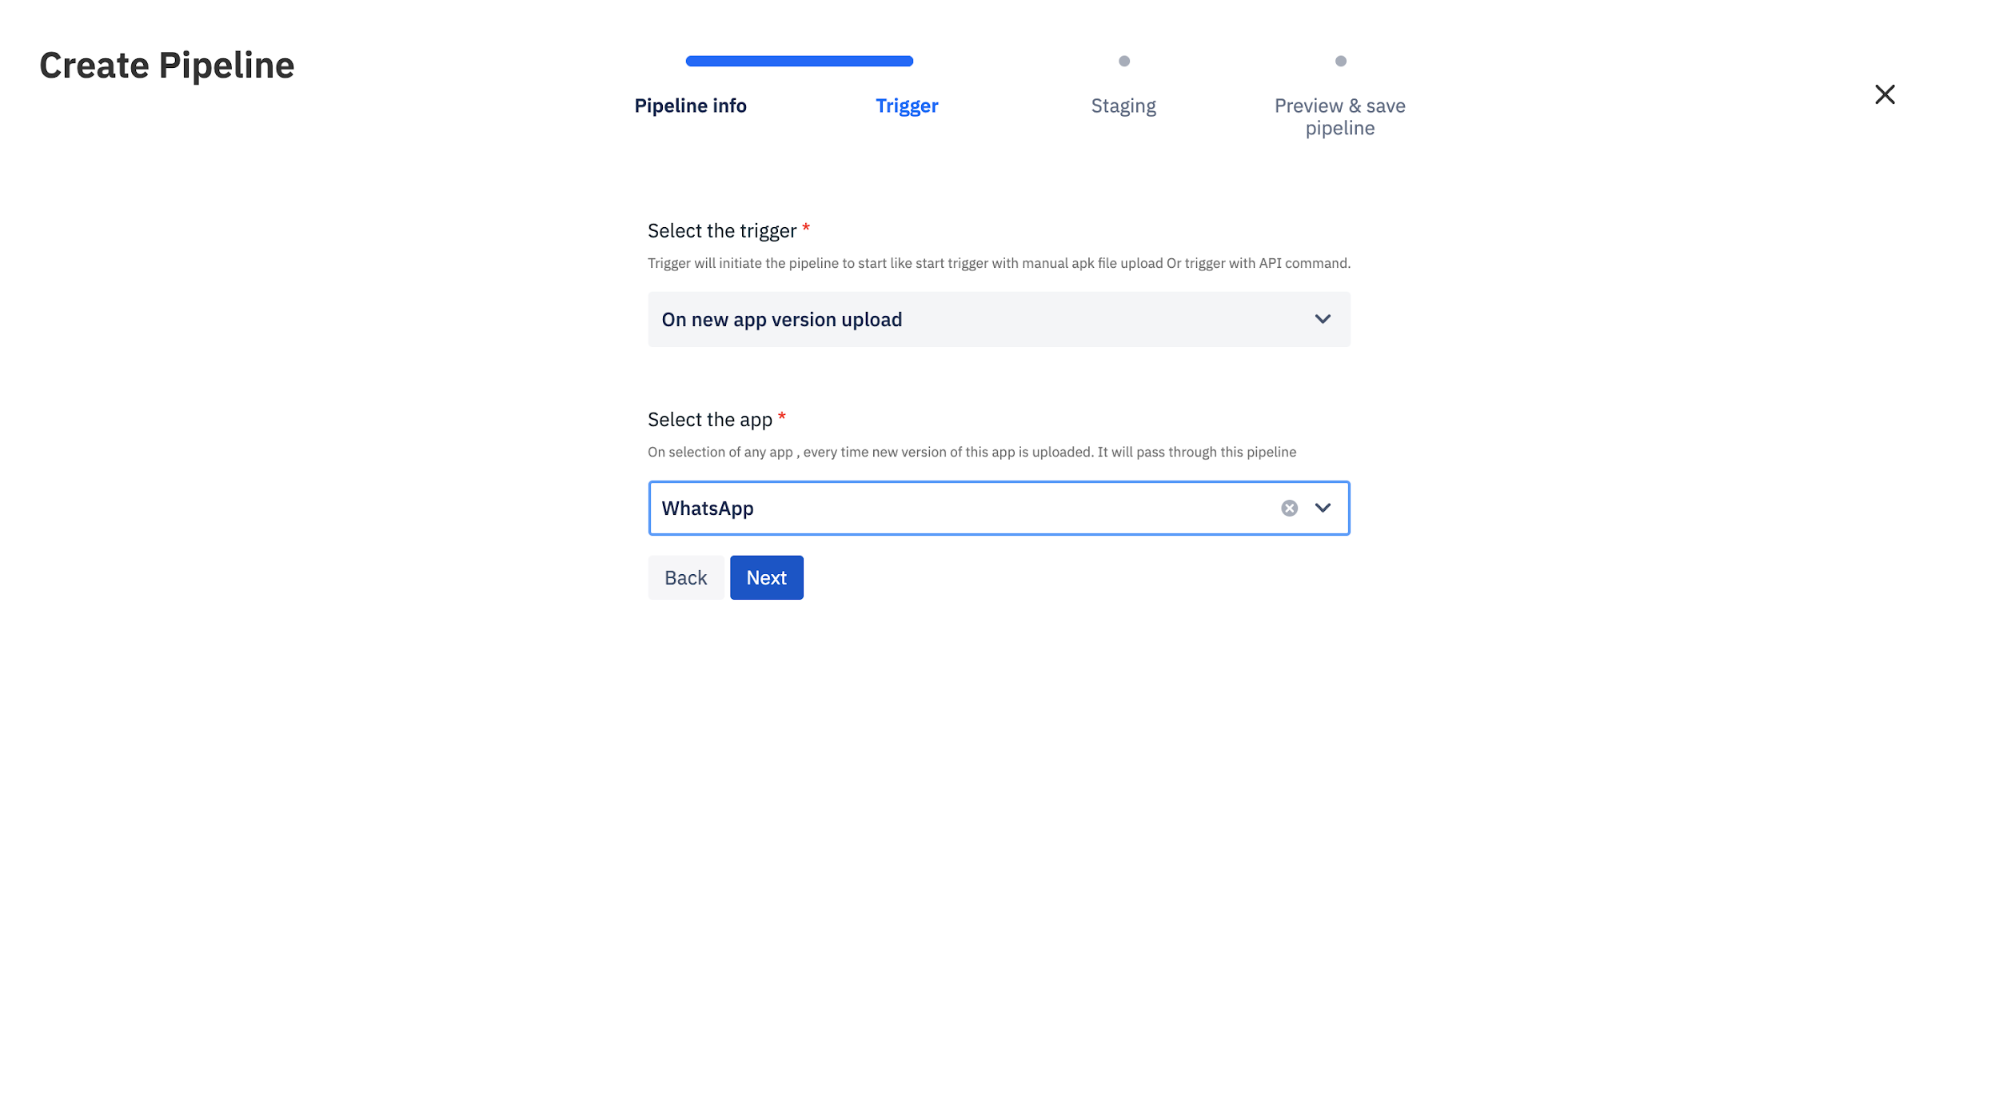 Create Pipeline
Pipeline info
Trigger
Staging
Preview & save
pipeline
Select the trigger *
Trigger will initiate the pipeline to start like start trigger with manual apk file upload Or trigger with API command.
On new app version upload
Select the app *
On selection of any app , every time new version of this app is uploaded. It will pass through this pipeline
WhatsApp
Back
Next